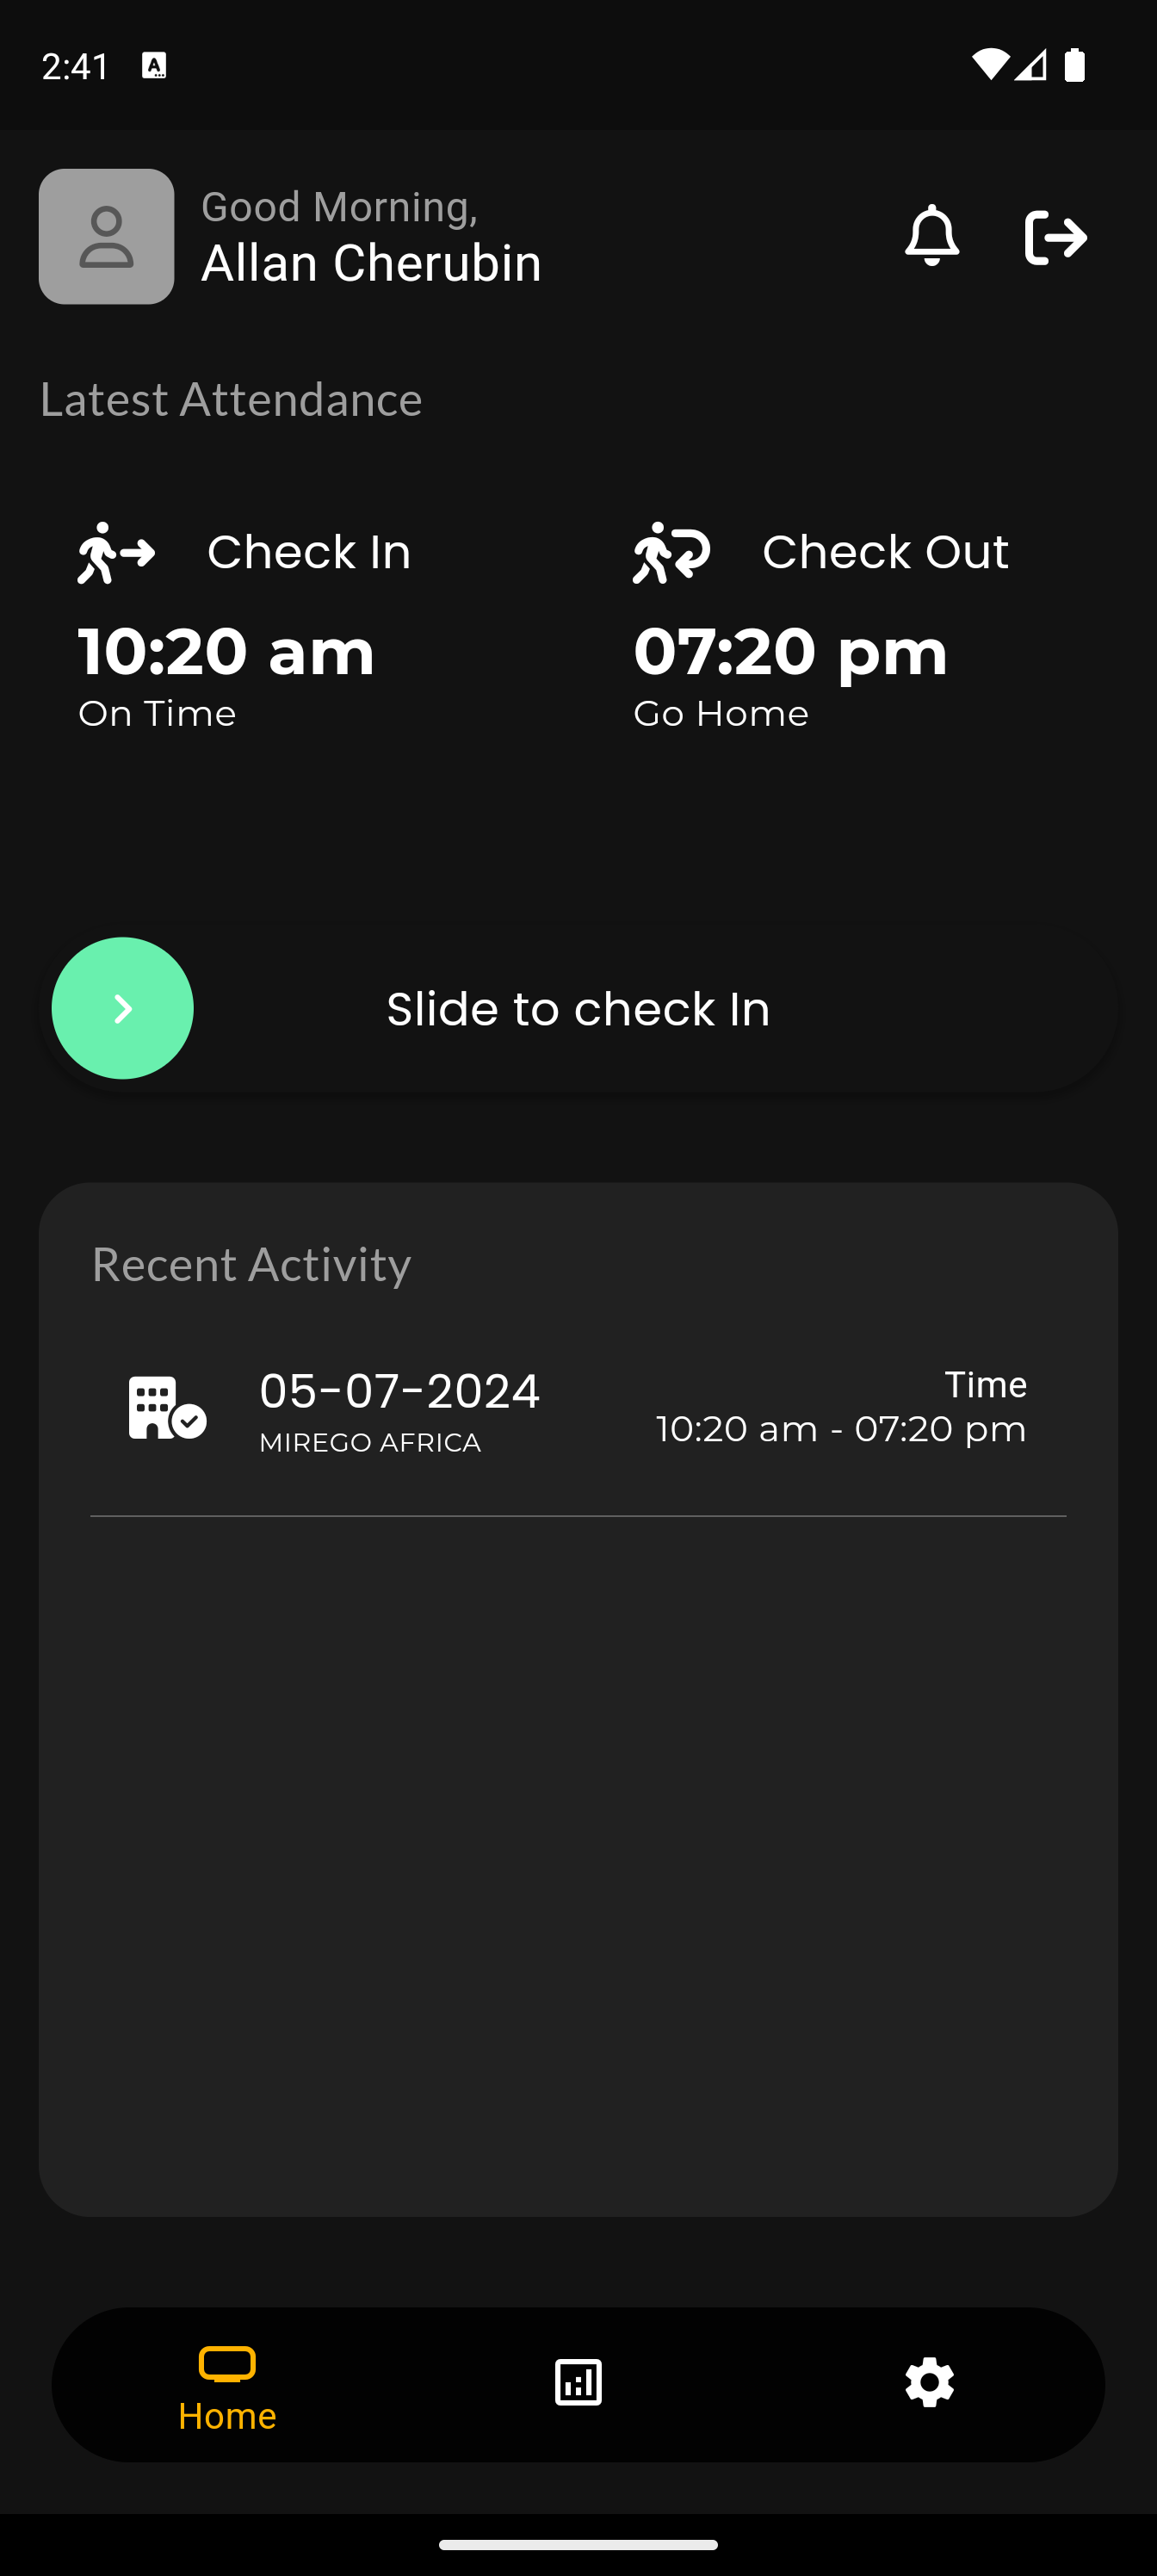 2:41
Good Morning,
Allan Cherubin
Latest Attendance
Check In
Check Out
10:20 am
07:20 pm
On Time
Go Home
Slide to check In
Recent Activity
05-07-2024
Time
MIREGO AFRICA
10:20 am - 07:20 pm
Home